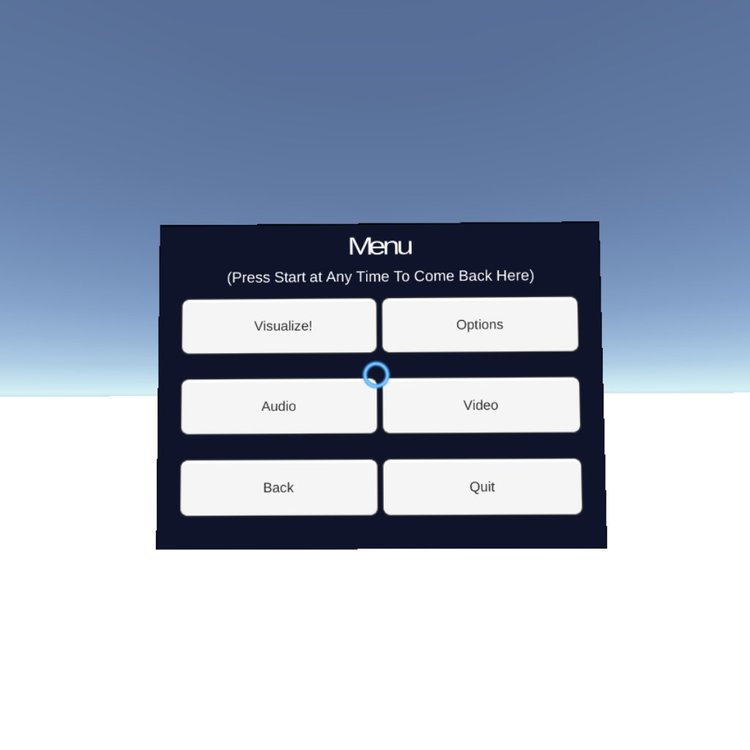 Menu
(Press Start at Any Time To Come Back Here)
Visualize!
Options
Audio
Video
Back
Quit